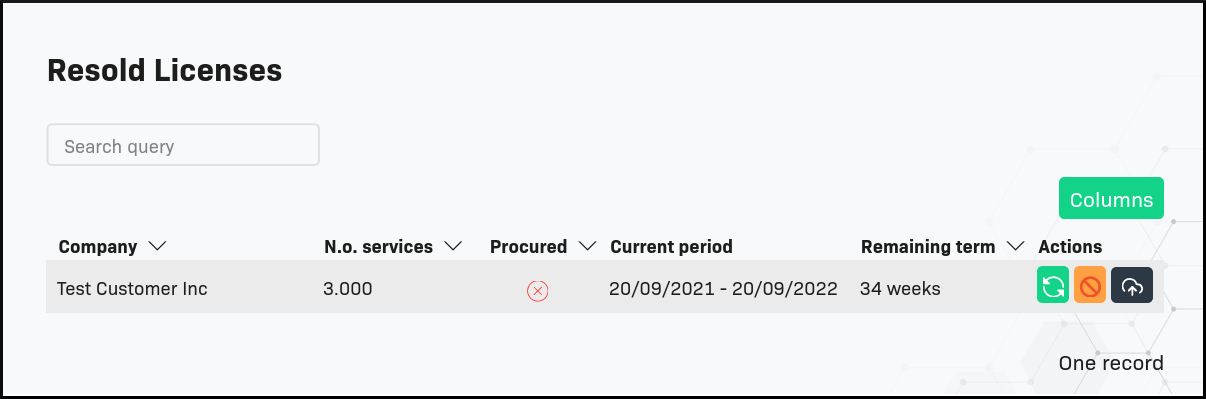 Resold Licenses
Search query
Columns
Company N.o. services Procured Current period Remaining term Actions
Test Customer Inc 3.000 20/09/2021 - 20/09/2022 34 weeks
One record